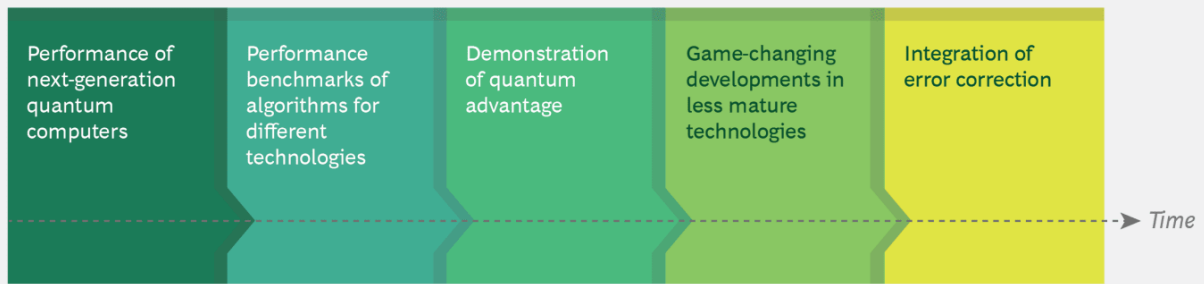 Performance of
next-generation
quantum
computers
Performance
benchmarks of
algorithms for
different
technologies
Demonstration
of quantum
advantage
Game-changing
developments in
less mature
technologies
Integration of
error correction
Time